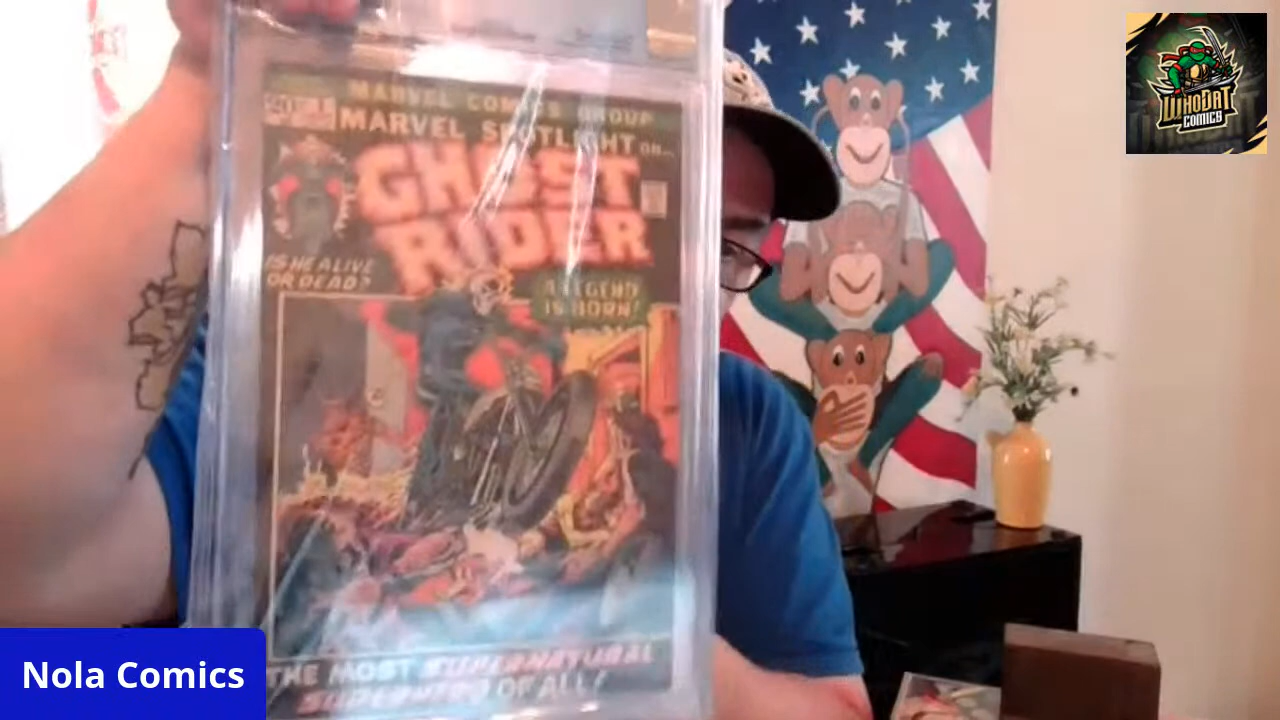 MARVEL COMICS GROUP
MARVEL SPOTLIGHT ON...
GHOST
RIDER
IS HE ALIVE
OR DEAD?
A LEGEND
IS BORN!
THE MOST SUPERNATURAL
SUPERHERO OF ALL!
WHODAT
COMICS
Nola Comics